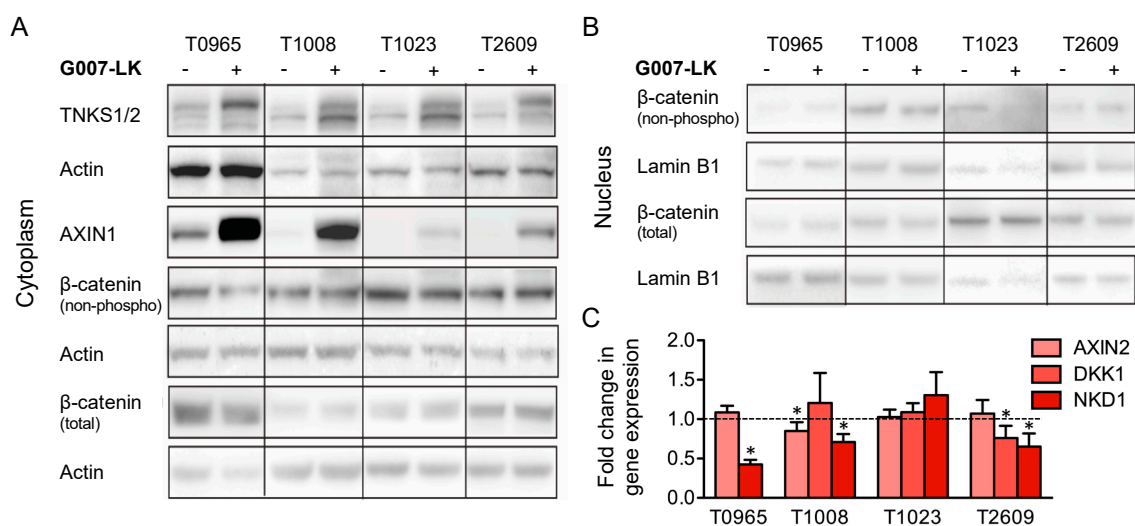 A
T0965 T1008 T1023 T2609
G007-LK - + - + - + - +
TNKS1/2
Actin
AXIN1
β-catenin
(non-phospho)
Actin
β-catenin
(total)
Actin
Cytoplasm
B
T0965 T1008 T1023 T2609
G007-LK - + - + - + - +
β-catenin
(non-phospho)
Lamin B1
β-catenin
(total)
Lamin B1
Nucleus
C
Fold change in
gene expression
2.0
1.5
1.0
0.5
0.0
* * * * *
AXIN2
DKK1
NKD1
T0965 T1008 T1023 T2609